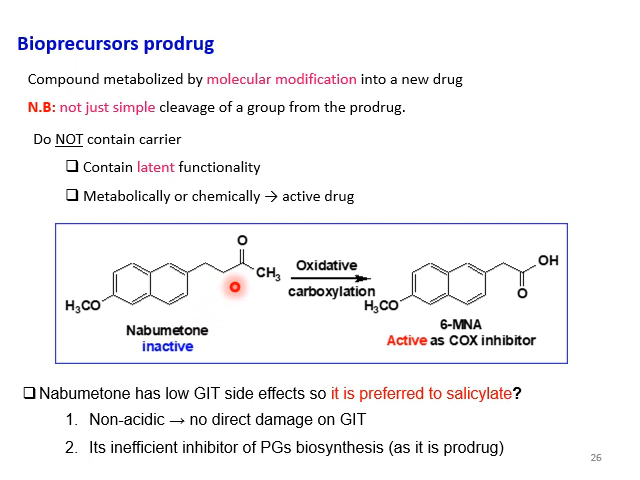 Bioprecursors prodrug
Compound metabolized by molecular modification into a new drug
N.B: not just simple cleavage of a group from the prodrug.
Do NOT contain carrier
❑ Contain latent functionality
❑ Metabolically or chemically → active drug
O
CH3
H3CO
Nabumetone
inactive
Oxidative
carboxylation
OH
O
H3CO
6-MNA
Active as COX inhibitor
❑ Nabumetone has low GIT side effects so it is preferred to salicylate?
1. Non-acidic → no direct damage on GIT
2. Its inefficient inhibitor of PGs biosynthesis (as it is prodrug)
26